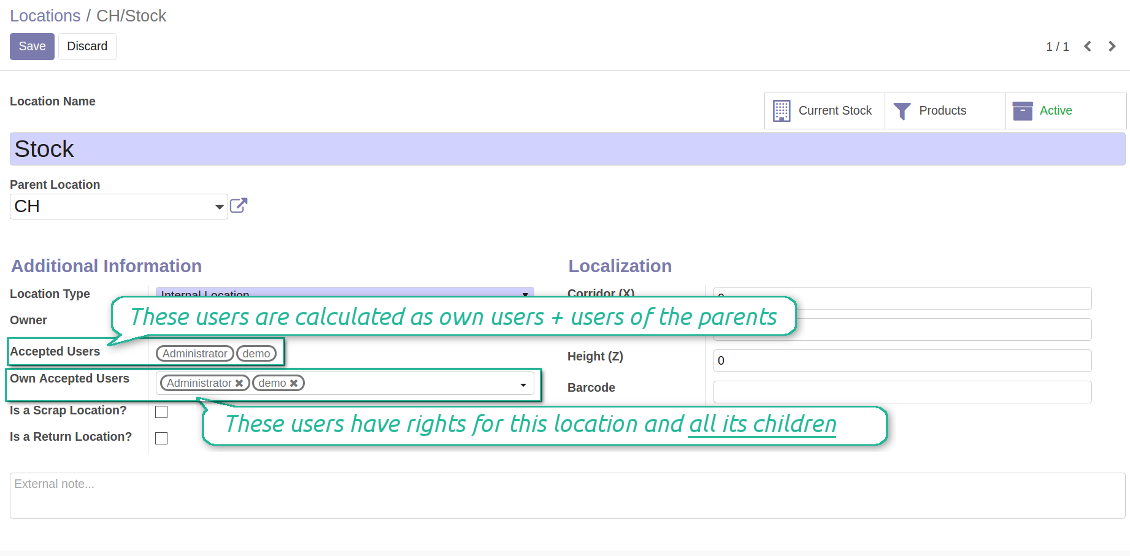 Locations / CH/Stock
Save Discard
1 / 1
Location Name
Current Stock
Products
Active
Stock
Parent Location
CH
Additional Information
Location Type
Internal Location
These users are calculated as own users + users of the parents
Owner
Accepted Users
Administrator demo
Own Accepted Users
Administrator ✖ demo ✖
Is a Scrap Location?
These users have rights for this location and all its children
Is a Return Location?
Localization
Corridor (X)
Height (Z)
0
Barcode
External note...